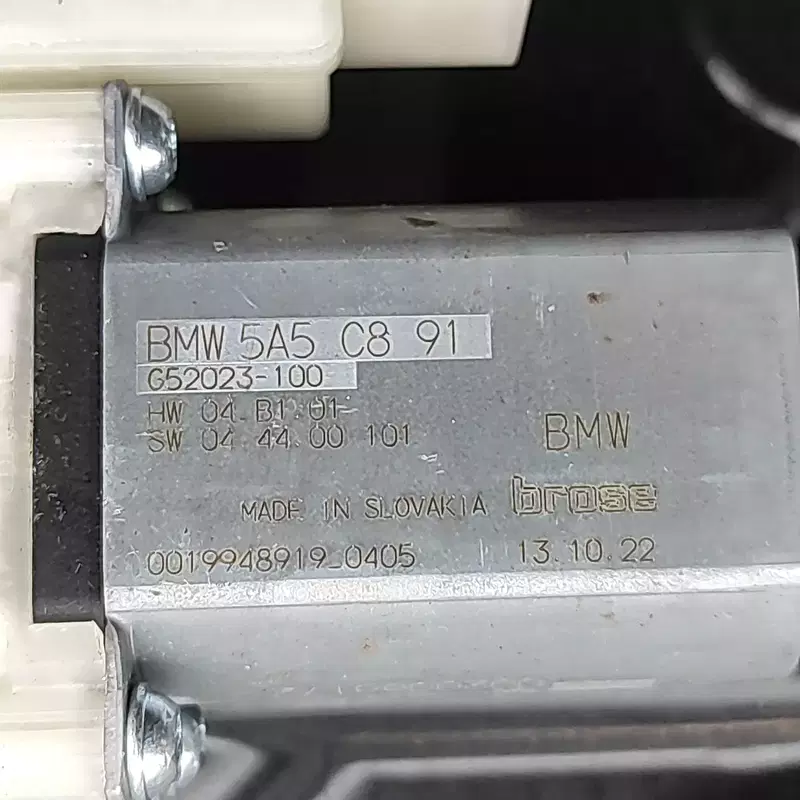 BMW 5A5 C8 91
G52023-100
HW 04 B1 01
SW 04 44 00 101
BMW
MADE IN SLOVAKIA
brose
0019948919_0405
13.10.22